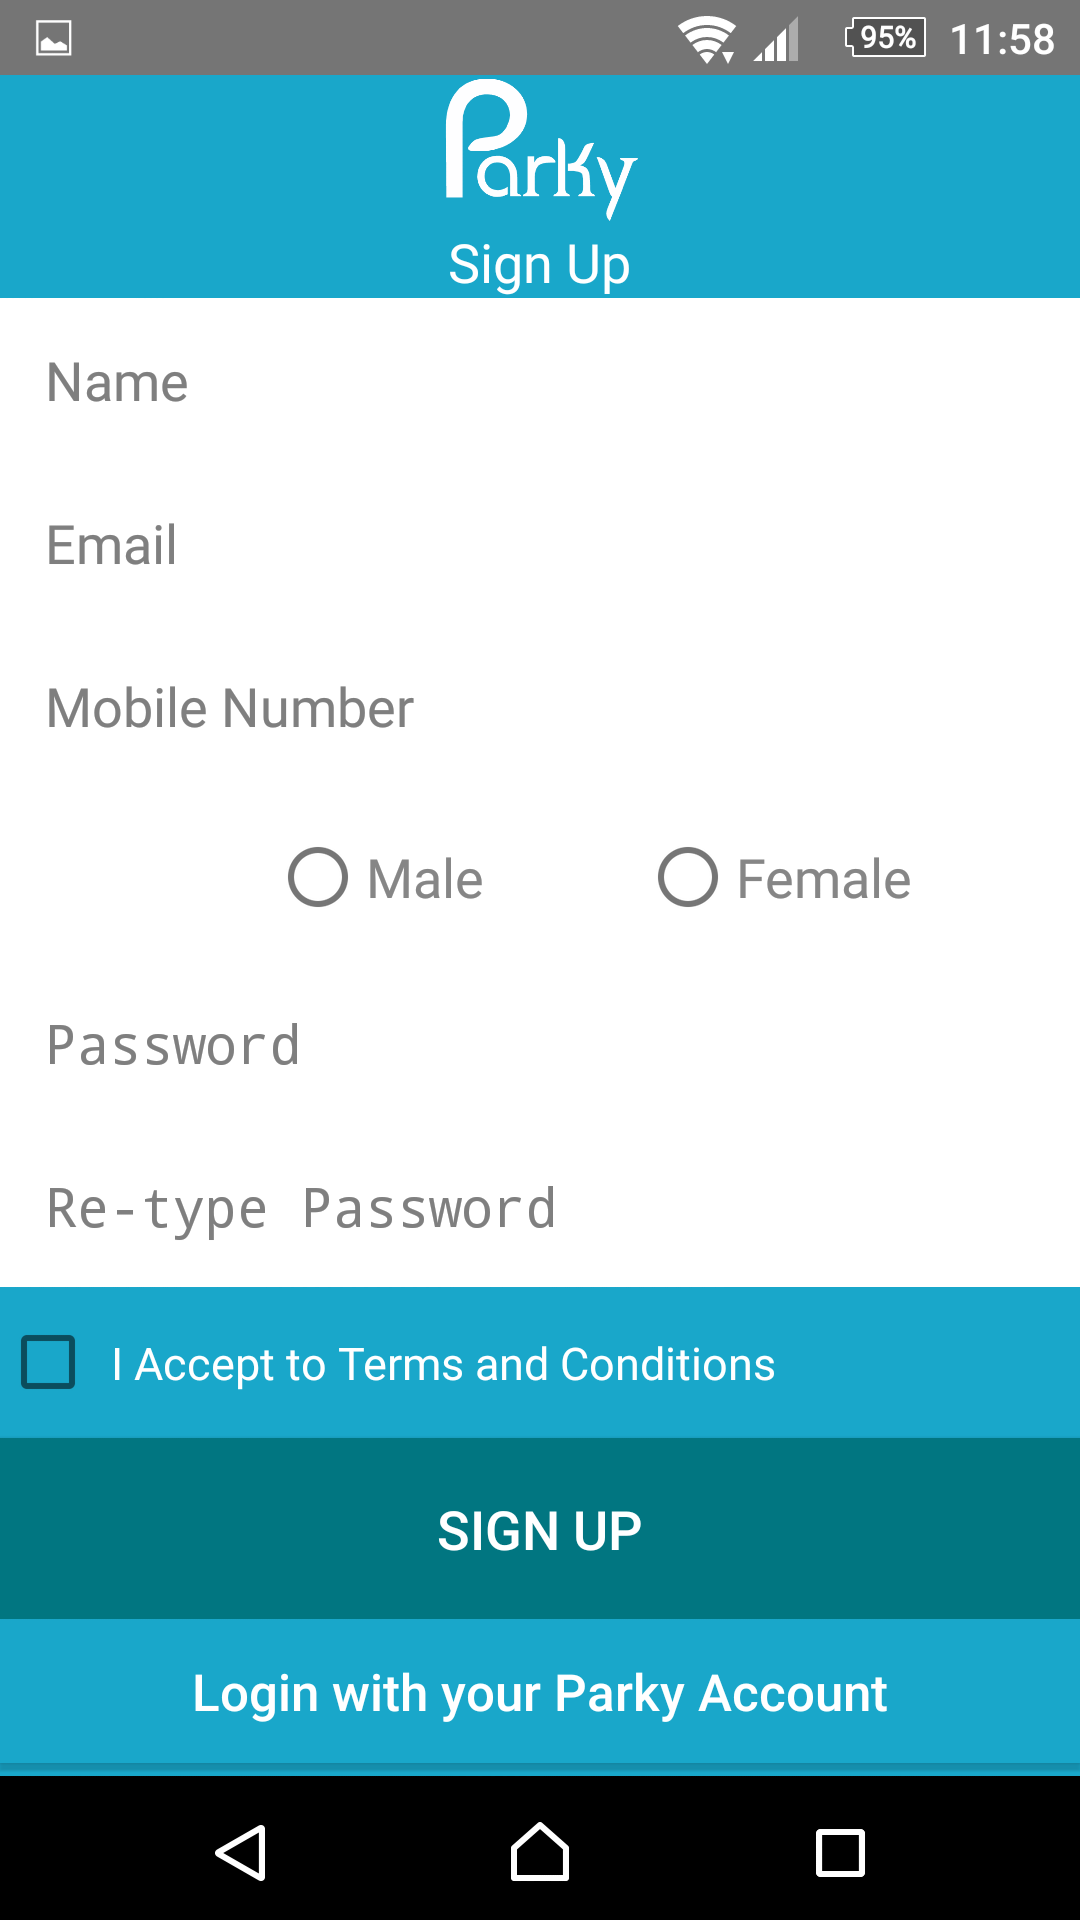 95% 11:58
Parky
Sign Up
Name
Email
Mobile Number
Male Female
Password
Re-type Password
I Accept to Terms and Conditions
SIGN UP
Login with your Parky Account